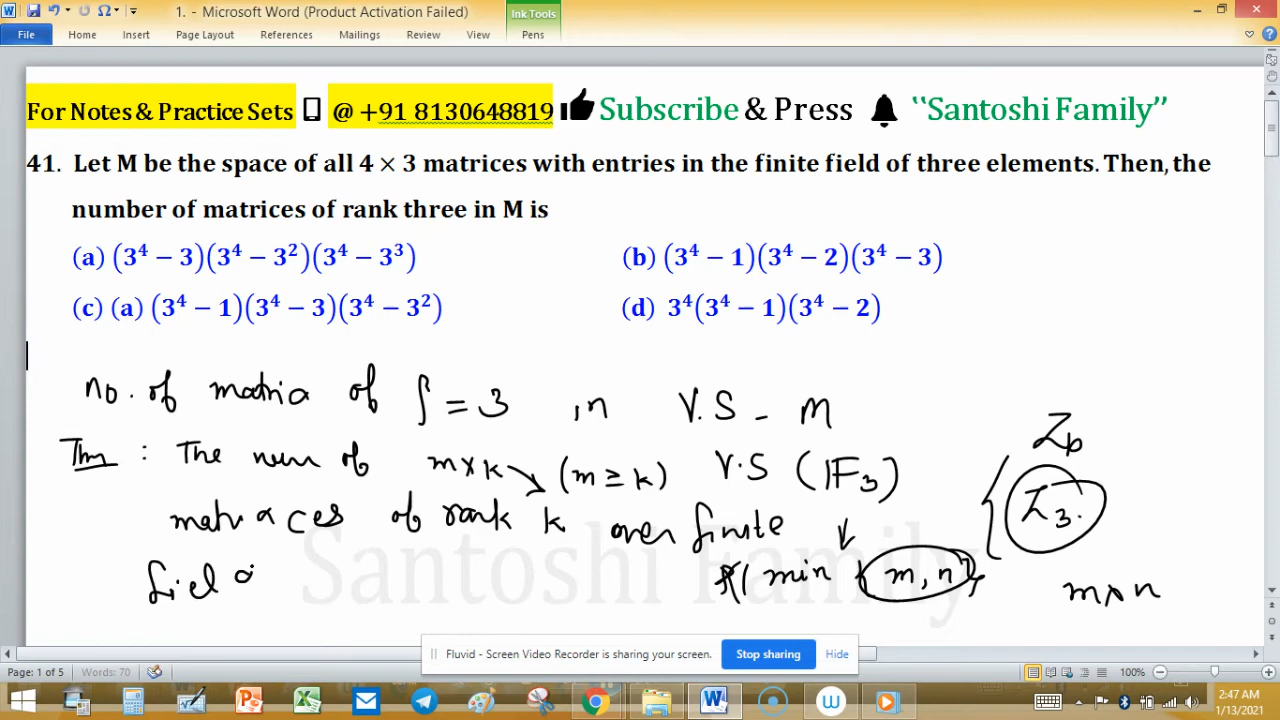 1. - Microsoft Word (Product Activation Failed)
Ink Tools
File Home Insert Page Layout References Mailings Review View Pens
For Notes & Practice Sets @ +91 8130648819 Subscribe & Press ‘‘Santoshi Family’’
41. Let M be the space of all 4 × 3 matrices with entries in the finite field of three elements. Then, the
number of matrices of rank three in M is
(a) (3⁴ − 3)(3⁴ − 3²)(3⁴ − 3³) (b) (3⁴ − 1)(3⁴ − 2)(3⁴ − 3)
(c) (a) (3⁴ − 1)(3⁴ − 3)(3⁴ − 3²) (d) 3⁴(3⁴ − 1)(3⁴ − 2)
no. of matrix of ρ = 3 in V.S - M
Thm : The num of m×k (m ≥ k) V.S (IF₃) Zₚ
matrices of rank k over finite Z₃.
field (min {m, n} m×n
Santoshi Family
Fluvid - Screen Video Recorder is sharing your screen. Stop sharing Hide
Page: 1 of 5 Words: 70 100%
2:47 AM
1/13/2021